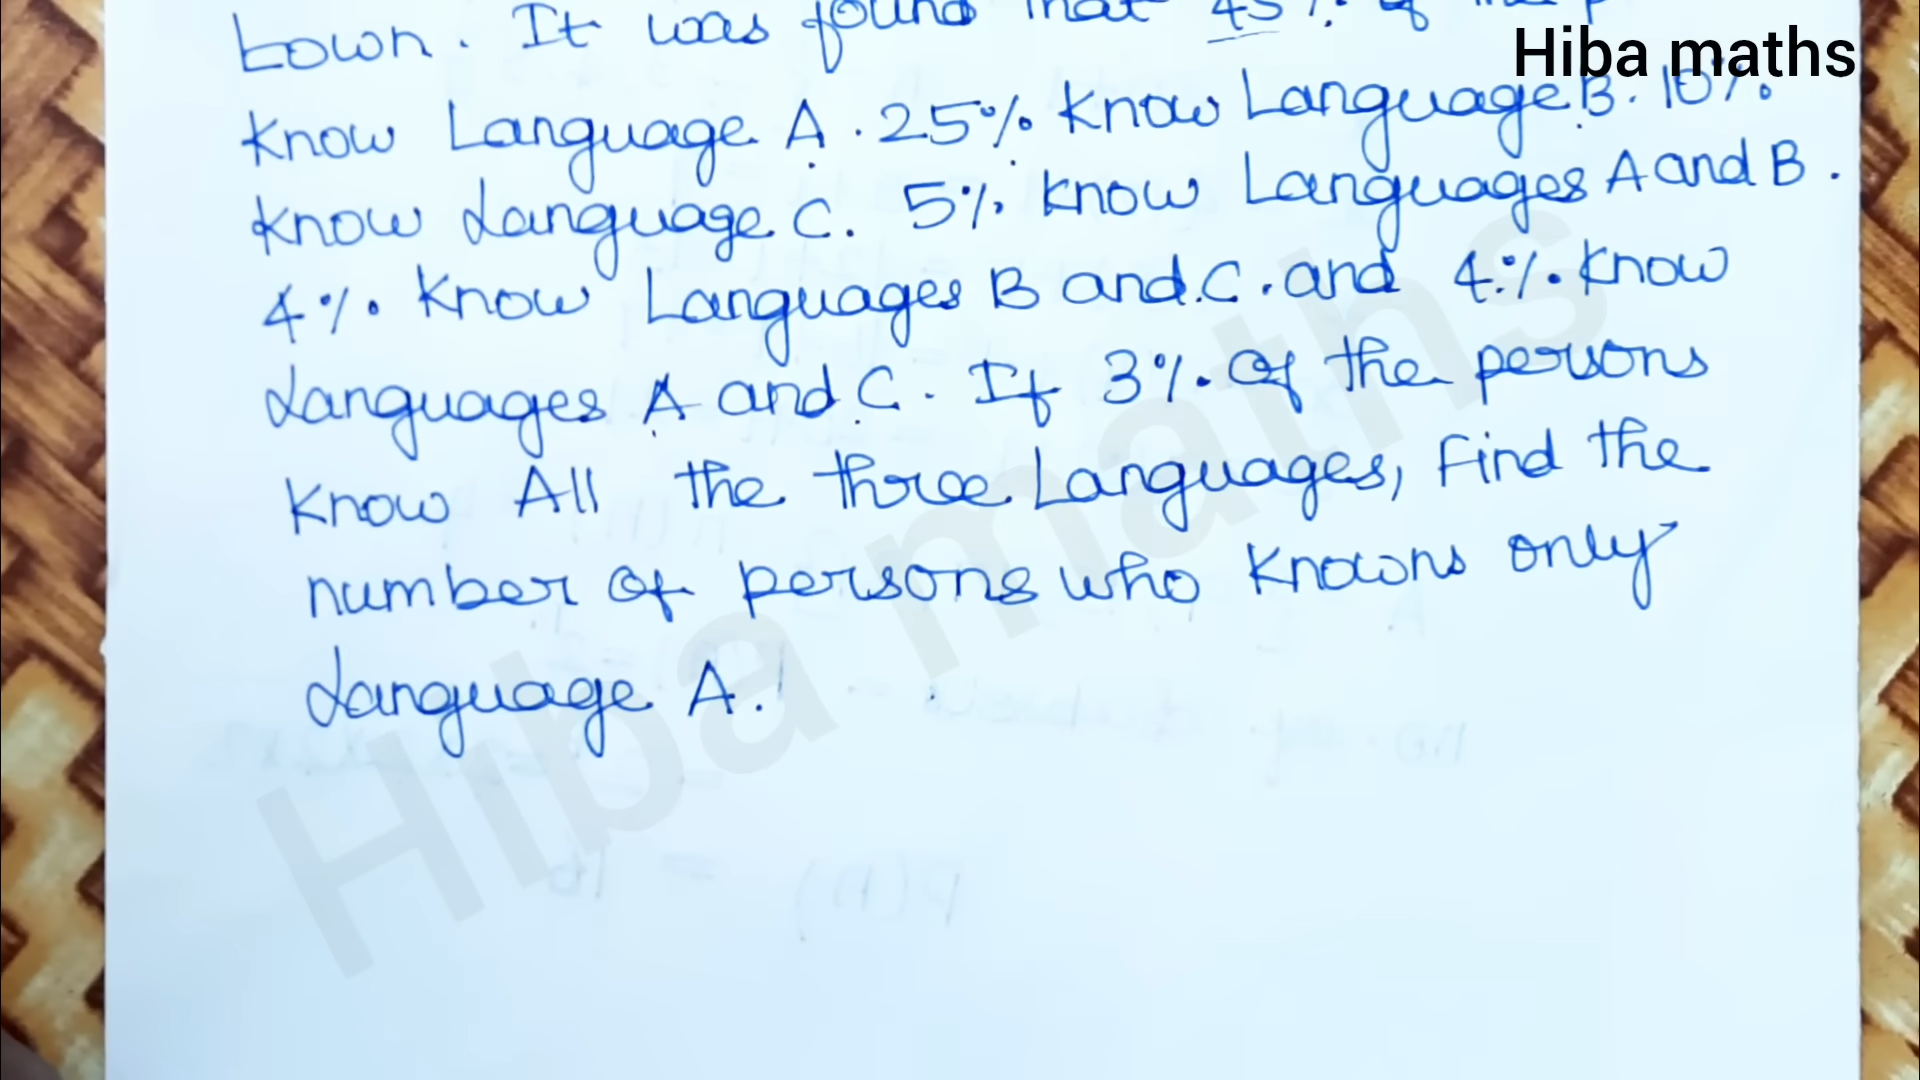 town. It was found that 45% of the p
Hiba maths
know Language A. 25% know Language B. 10%
know Language C. 5% know Languages A and B.
4% know Languages B and C. and 4% know
Languages A and C. If 3% of the persons
know All the three Languages, Find the
number of persons who knowns only
Language A.
Hiba maths
P(A) = 16